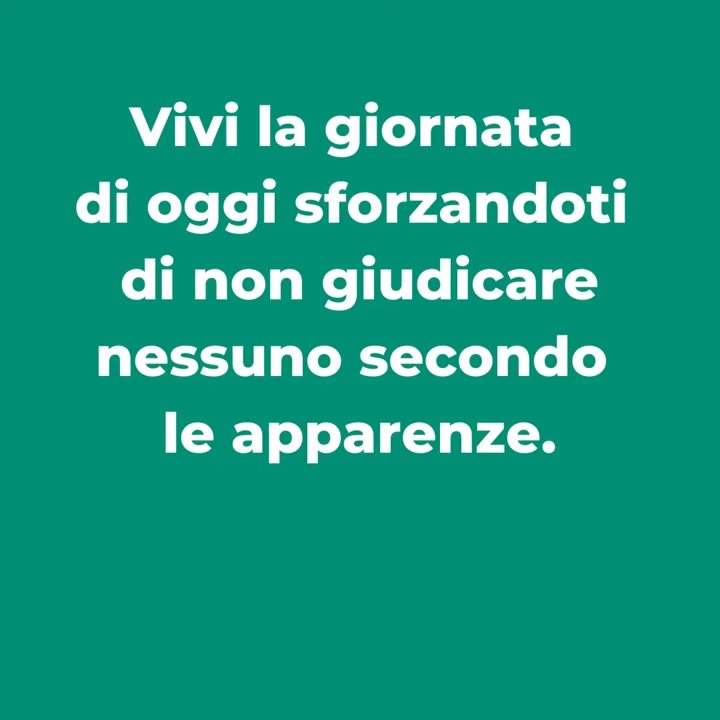 Vivi la giornata
di oggi sforzandoti
di non giudicare
nessuno secondo
le apparenze.